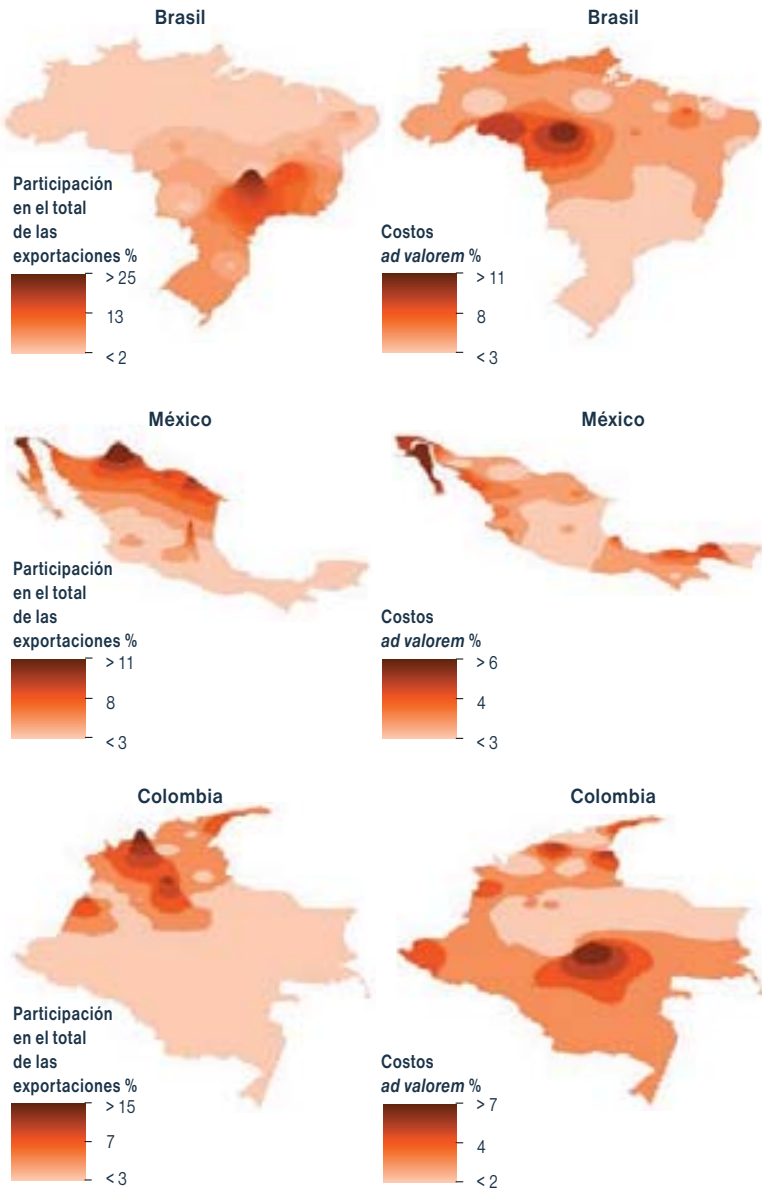 Brasil
Participación
en el total
de las
exportaciones %
> 25
13
< 2
Brasil
Costos
ad valorem %
> 11
8
< 3
México
Participación
en el total
de las
exportaciones %
> 11
8
< 3
México
Costos
ad valorem %
> 6
4
< 3
Colombia
Participación
en el total
de las
exportaciones %
> 15
7
< 3
Colombia
Costos
ad valorem %
> 7
4
< 2